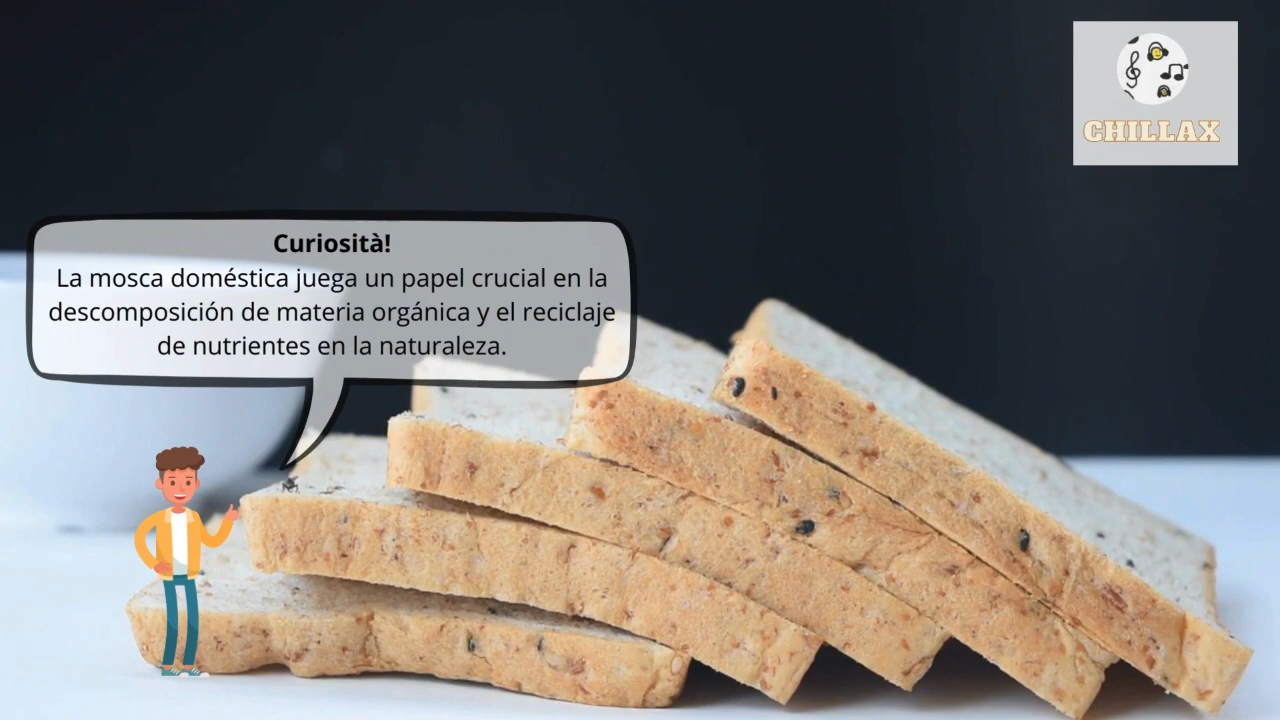 CHILLAX
Curiosità!
La mosca doméstica juega un papel crucial en la
descomposición de materia orgánica y el reciclaje
de nutrientes en la naturaleza.